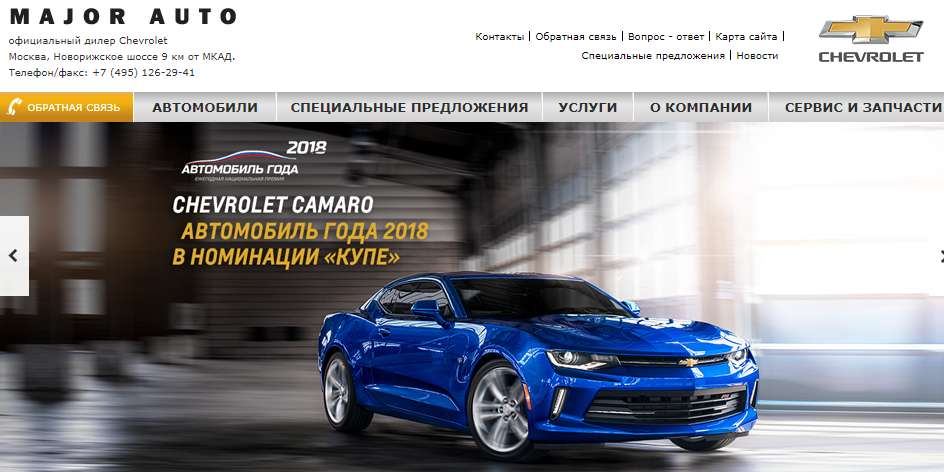 MAJOR AUTO
официальный дилер Chevrolet
Москва, Новорижское шоссе 9 км от МКАД.
Телефон/факс: +7 (495) 126-29-41
Контакты | Обратная связь | Вопрос - ответ | Карта сайта |
Специальные предложения | Новости
CHEVROLET
ОБРАТНАЯ СВЯЗЬ
АВТОМОБИЛИ
СПЕЦИАЛЬНЫЕ ПРЕДЛОЖЕНИЯ
УСЛУГИ
О КОМПАНИИ
СЕРВИС И ЗАПЧАСТИ
2018
АВТОМОБИЛЬ ГОДА
ЕЖЕГОДНАЯ НАЦИОНАЛЬНАЯ ПРЕМИЯ
CHEVROLET CAMARO
АВТОМОБИЛЬ ГОДА 2018
В НОМИНАЦИИ «КУПЕ»